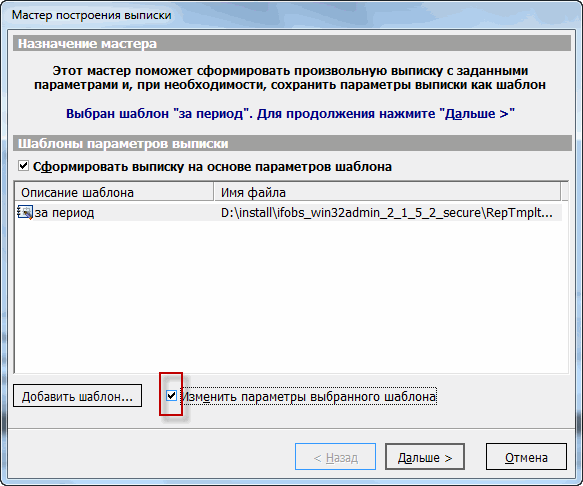 Мастер построения выписки
Назначение мастера
Этот мастер поможет сформировать произвольную выписку с заданными
параметрами и, при необходимости, сохранить параметры выписки как шаблон
Выбран шаблон "за период". Для продолжения нажмите "Дальше >"
Шаблоны параметров выписки
Сформировать выписку на основе параметров шаблона
Описание шаблона Имя файла
за период D:\install\ifobs_win32admin_2_1_5_2_secure\RepTmplt...
Добавить шаблон... Изменить параметры выбранного шаблона
< Назад Дальше > Отмена